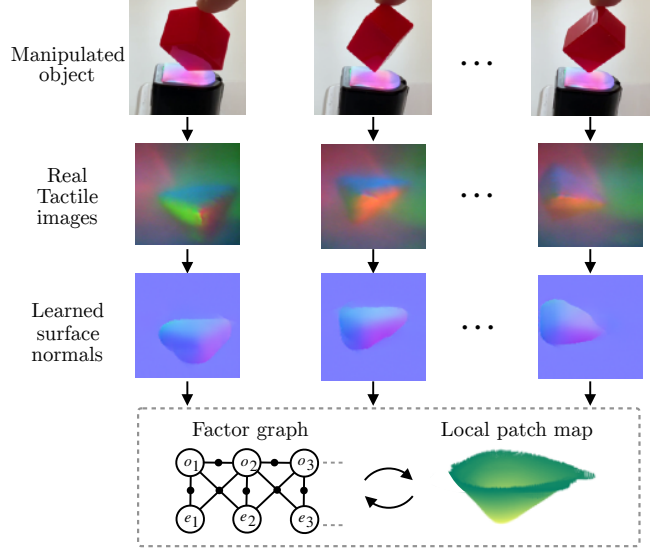 Manipulated
object
Real
Tactile
images
Learned
surface
normals
Factor graph
Local patch map
o1 o2 o3
e1 e2 e3